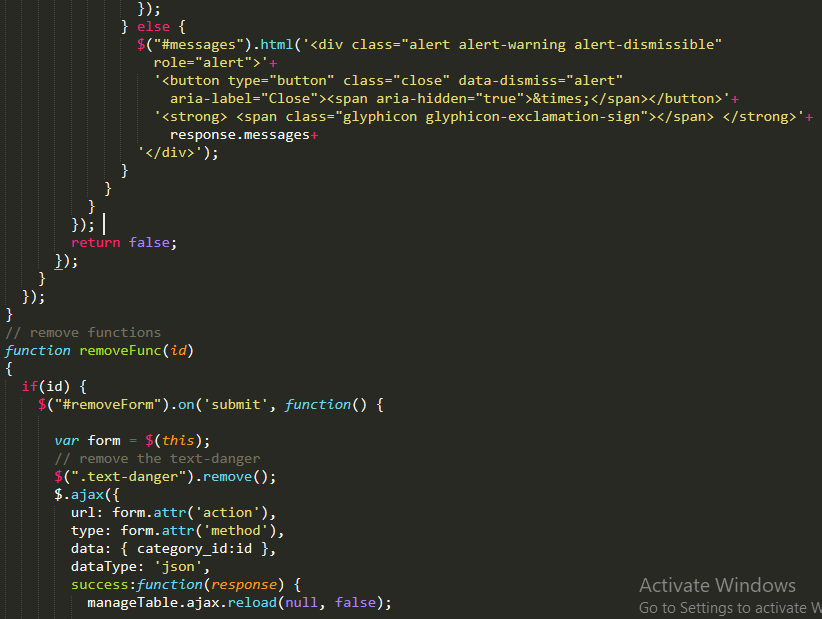 });
} else {
$("#messages").html('<div class="alert alert-warning alert-dismissible"
role="alert">'+
'<button type="button" class="close" data-dismiss="alert"
aria-label="Close"><span aria-hidden="true">&times;</span></button>'+
'<strong> <span class="glyphicon glyphicon-exclamation-sign"></span> </strong>'+
response.messages+
'</div>');
}
}
}
});
return false;
});
}
});
}
// remove functions
function removeFunc(id)
{
if(id) {
$("#removeForm").on('submit', function() {
var form = $(this);
// remove the text-danger
$(".text-danger").remove();
$.ajax({
url: form.attr('action'),
type: form.attr('method'),
data: { category_id:id },
dataType: 'json',
success:function(response) {
manageTable.ajax.reload(null, false);
Activate Windows
Go to Settings to activate W